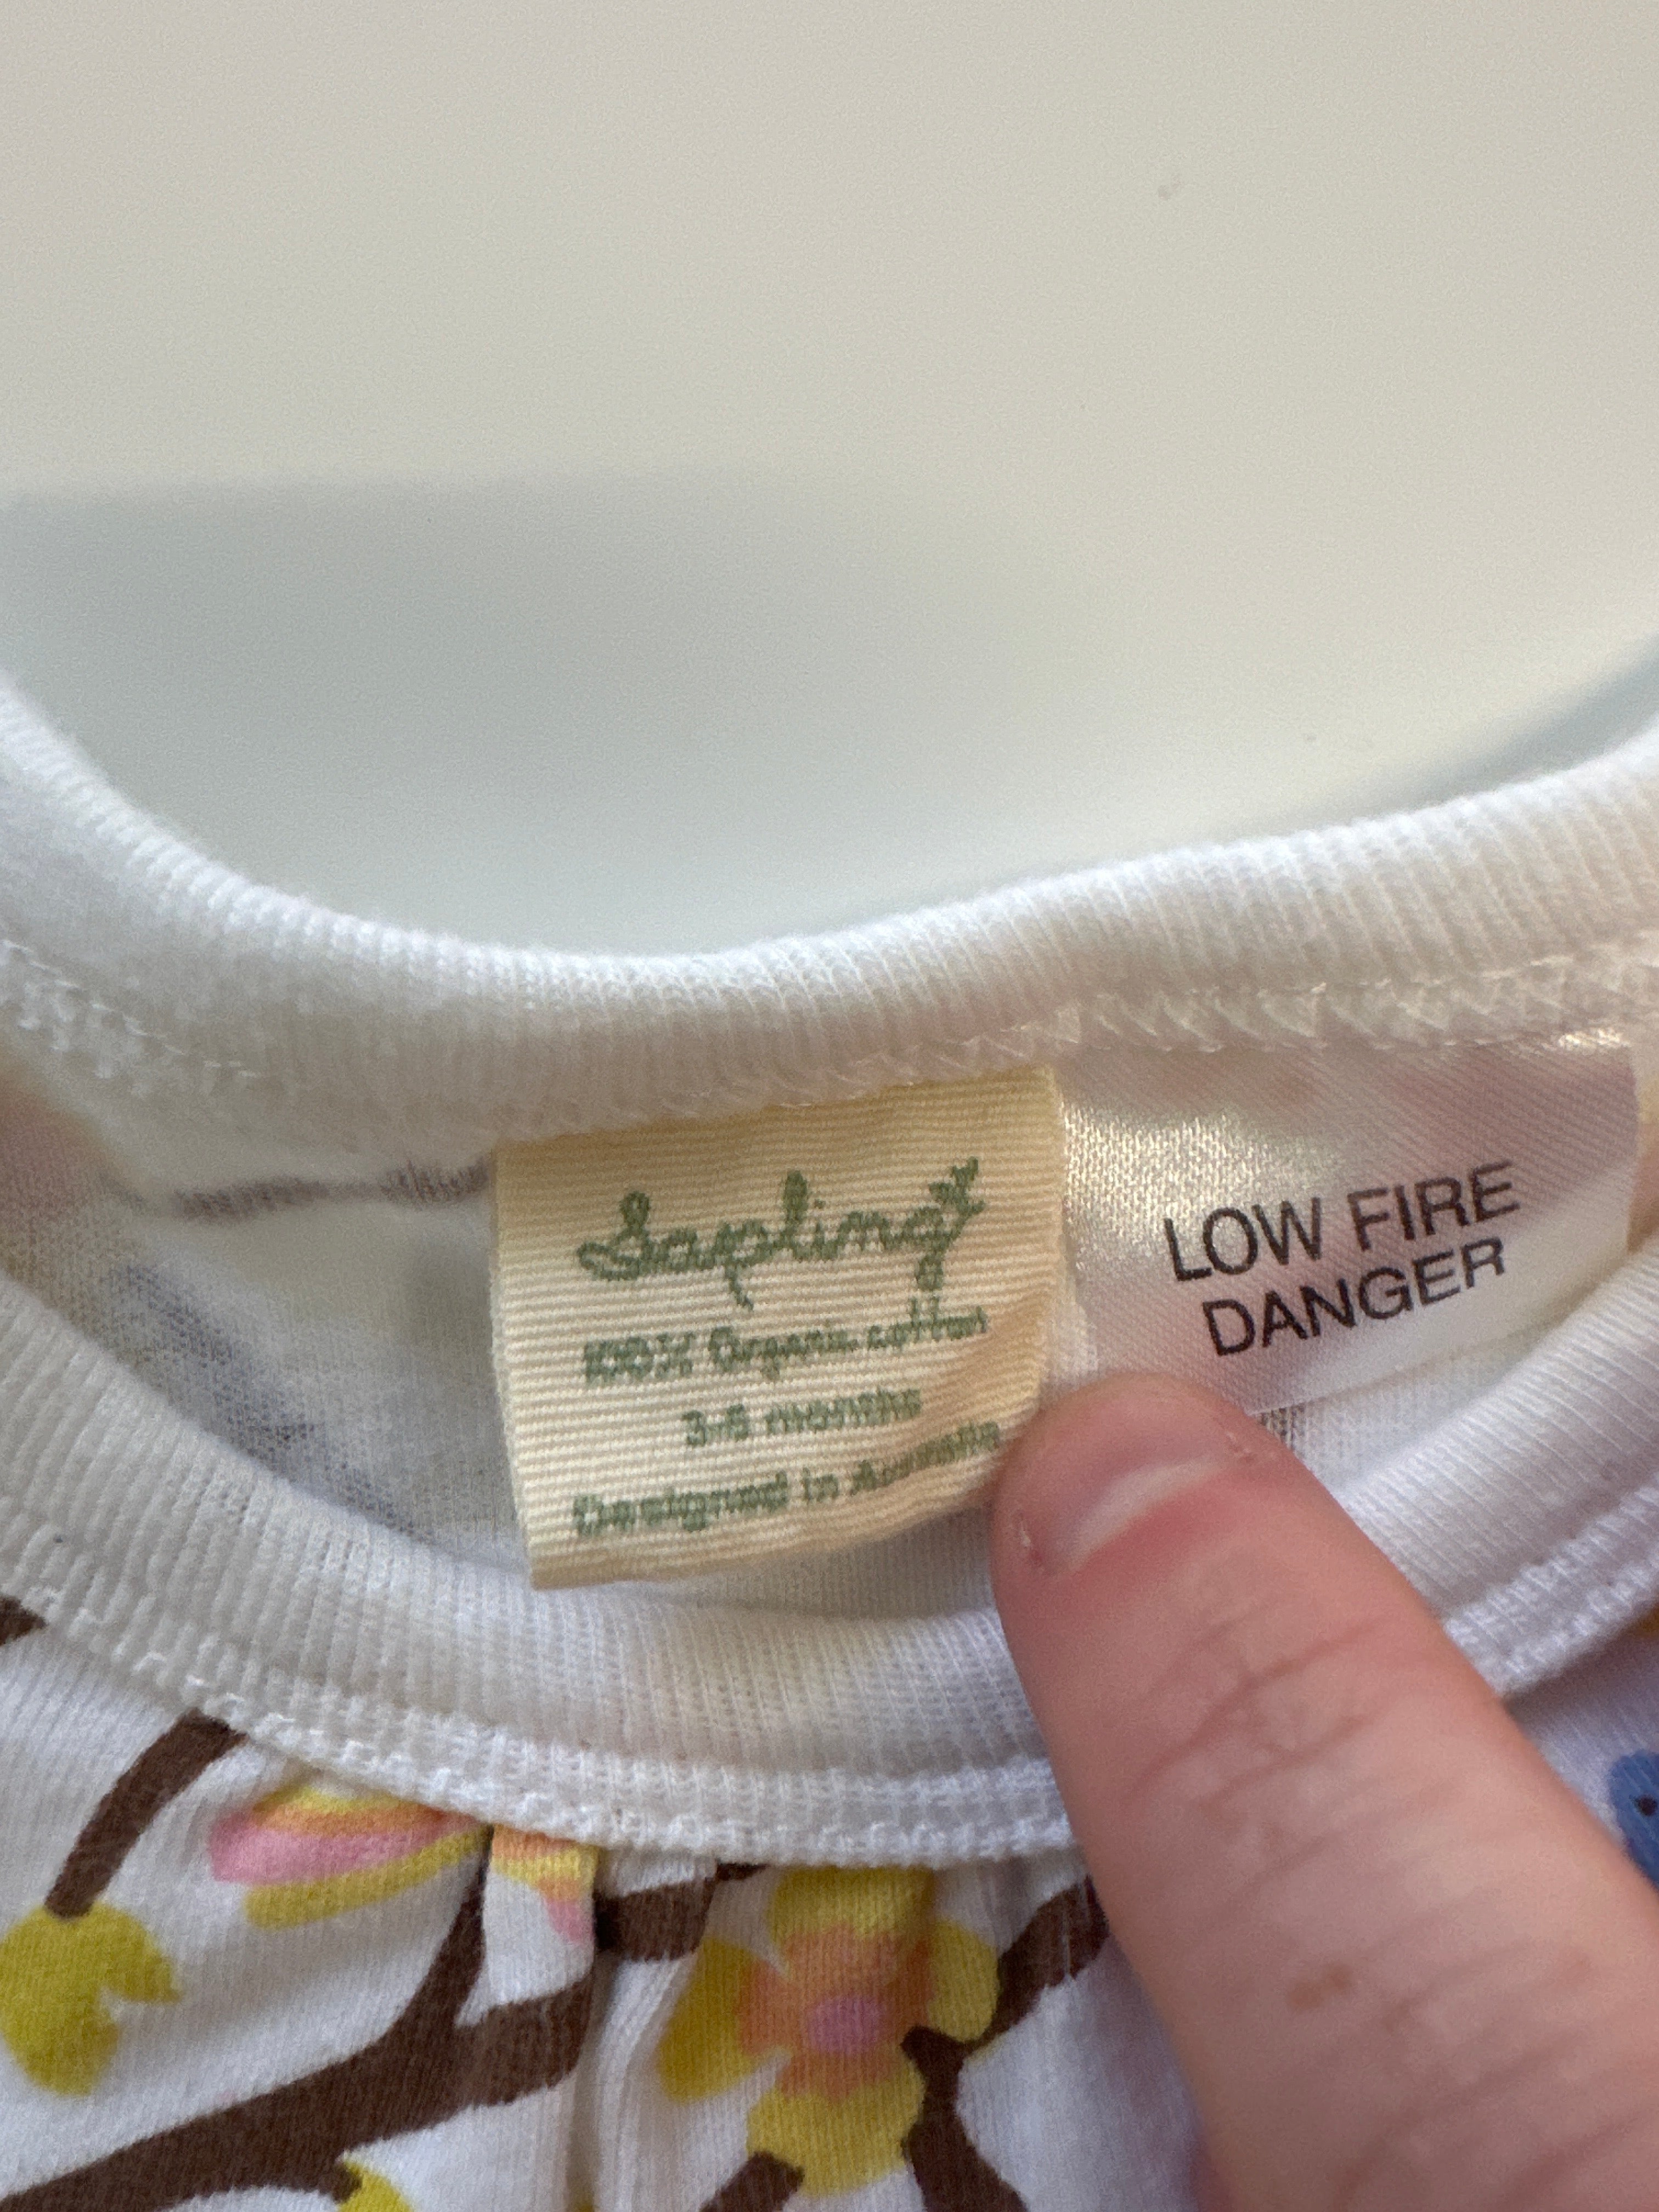 Sapling
100% Organic cotton
3-6 months
Designed in Australia
LOW FIRE
DANGER